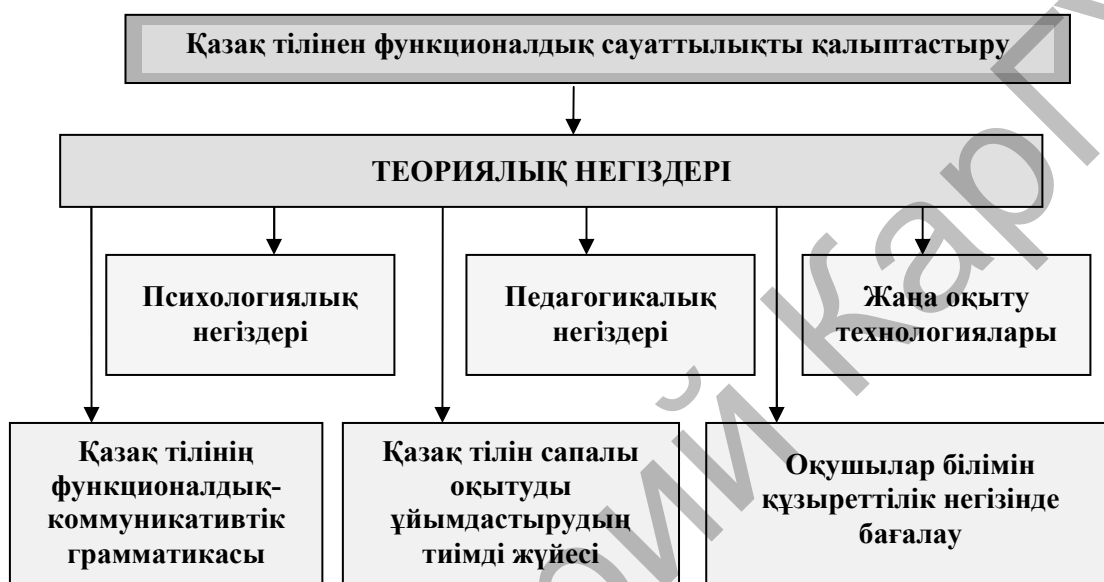 Қазақ тілінен функционалдық сауаттылықты қалыптастыру
ТЕОРИЯЛЫҚ НЕГІЗДЕРІ
Психологиялық
негіздері
Педагогикалық
негіздері
Жаңа оқыту
технологиялары
Қазақ тілінің
функционалдық-
коммуникативтік
грамматикасы
Қазақ тілін сапалы
оқытуды
ұйымдастырудың
тиімді жүйесі
Оқушылар білімін
құзыреттілік негізінде
бағалау